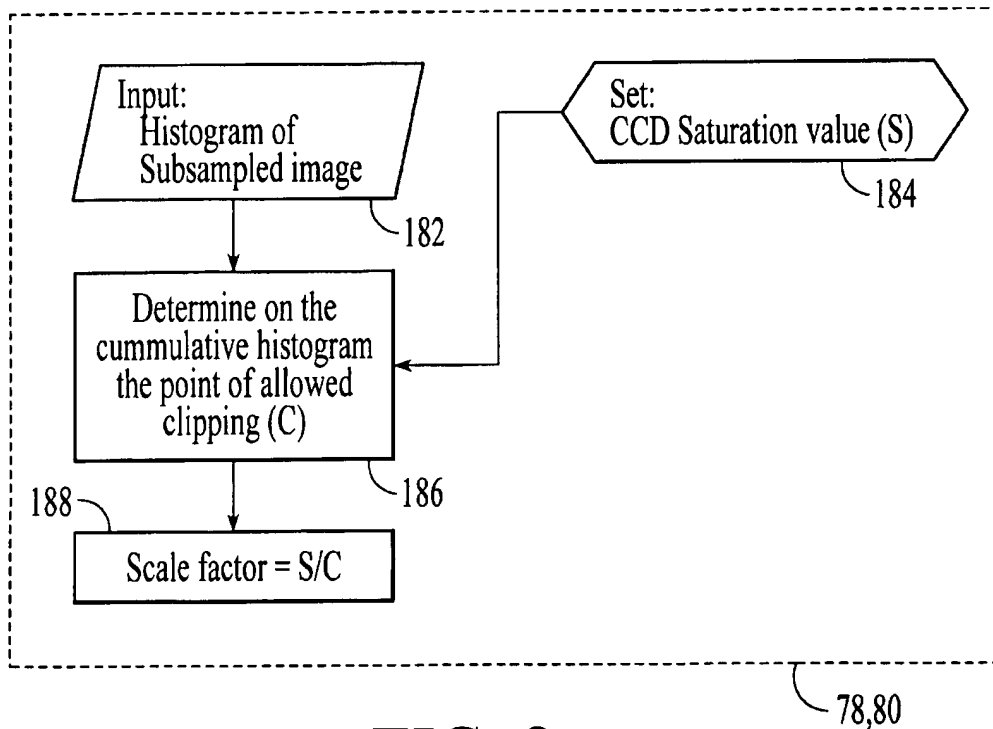 Input:
Histogram of
Subsampled image
182
Set:
CCD Saturation value (S)
184
Determine on the
cummulative histogram
the point of allowed
clipping (C)
186
188
Scale factor = S/C
78,80